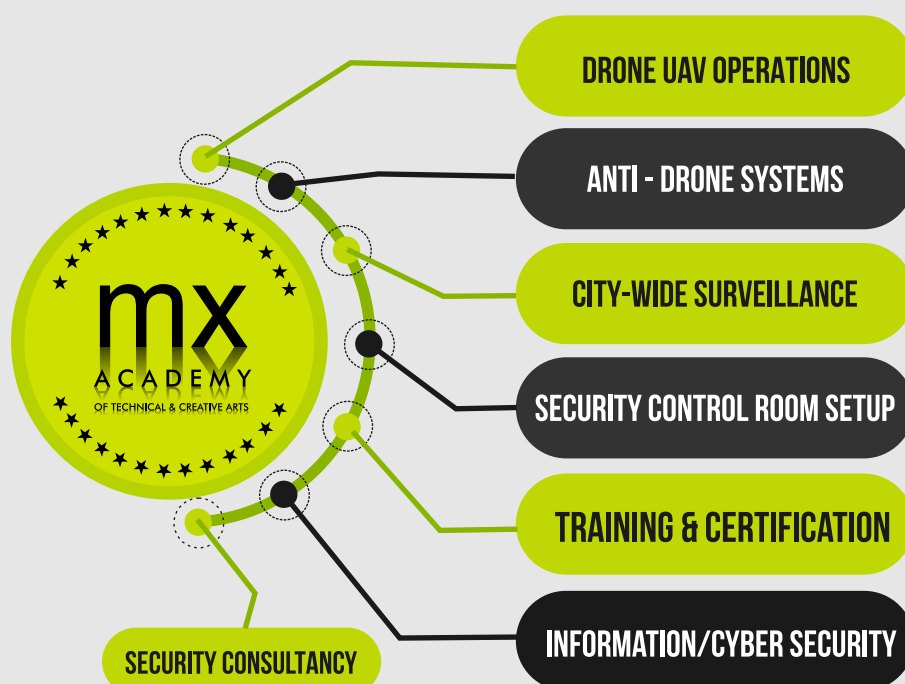 DRONE UAV OPERATIONS
ANTI - DRONE SYSTEMS
CITY-WIDE SURVEILLANCE
SECURITY CONTROL ROOM SETUP
TRAINING & CERTIFICATION
INFORMATION/CYBER SECURITY
SECURITY CONSULTANCY
mx
ACADEMY
OF TECHNICAL & CREATIVE ARTS